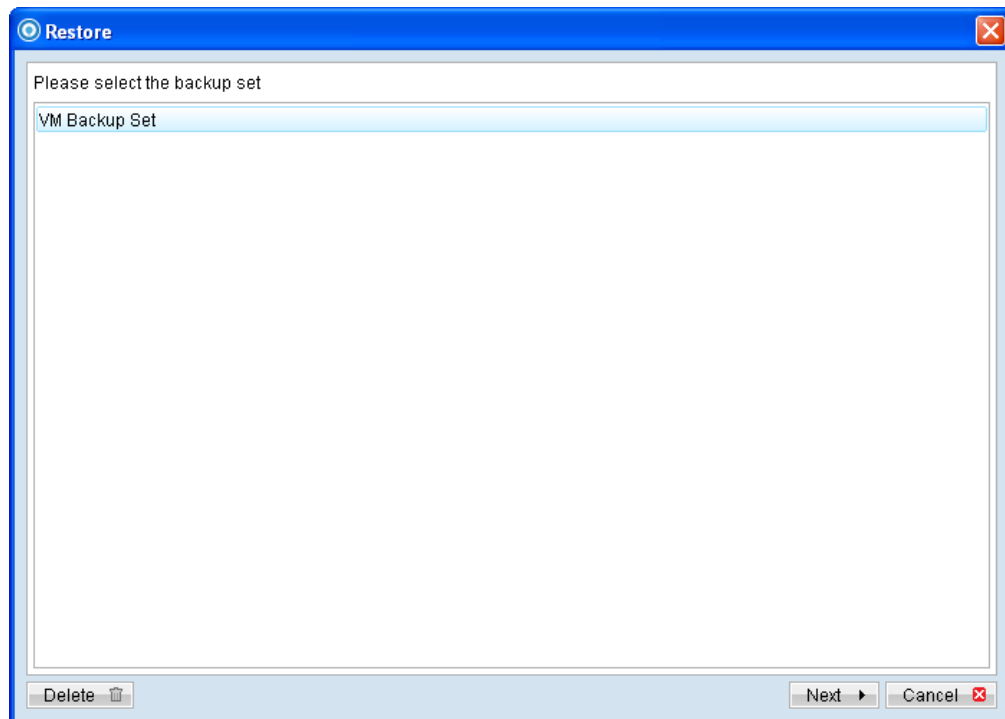 Restore
Please select the backup set
VM Backup Set
Delete
Next
Cancel